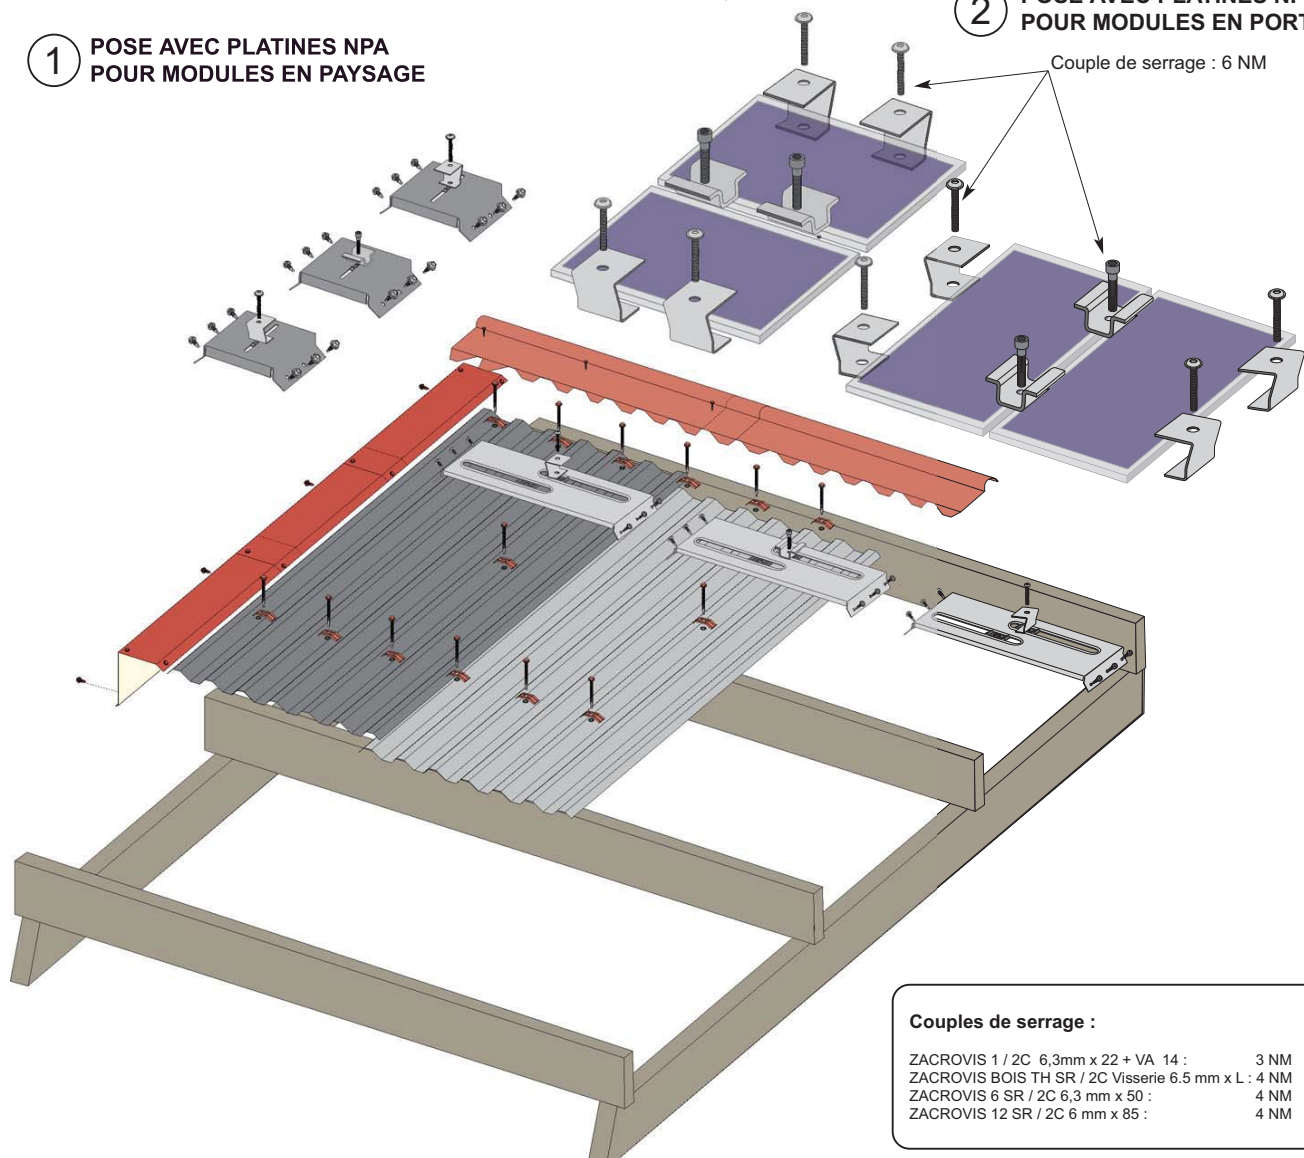 1
POSE AVEC PLATINES NPA
POUR MODULES EN PAYSAGE
2
POUR MODULES EN PORT
Couple de serrage : 6 NM
Couples de serrage :
ZACROVIS 1 / 2C 6,3mm x 22 + VA 14 : 3 NM
ZACROVIS BOIS TH SR / 2C Visserie 6.5 mm x L : 4 NM
ZACROVIS 6 SR / 2C 6,3 mm x 50 : 4 NM
ZACROVIS 12 SR / 2C 6 mm x 85 : 4 NM